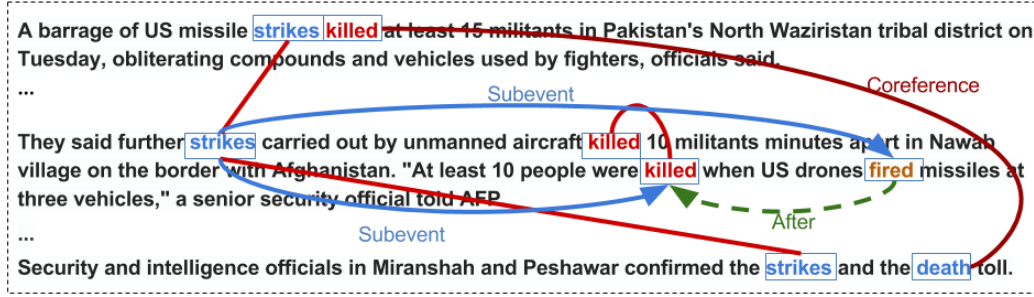 A barrage of US missile strikes killed at least 15 militants in Pakistan's North Waziristan tribal district on
Tuesday, obliterating compounds and vehicles used by fighters, officials said.
...
Coreference
Subevent
They said further strikes carried out by unmanned aircraft killed 10 militants minutes apart in Nawab
village on the border with Afghanistan. "At least 10 people were killed when US drones fired missiles at
three vehicles," a senior security official told AFP
After
...
Subevent
Security and intelligence officials in Miranshah and Peshawar confirmed the strikes and the death toll.